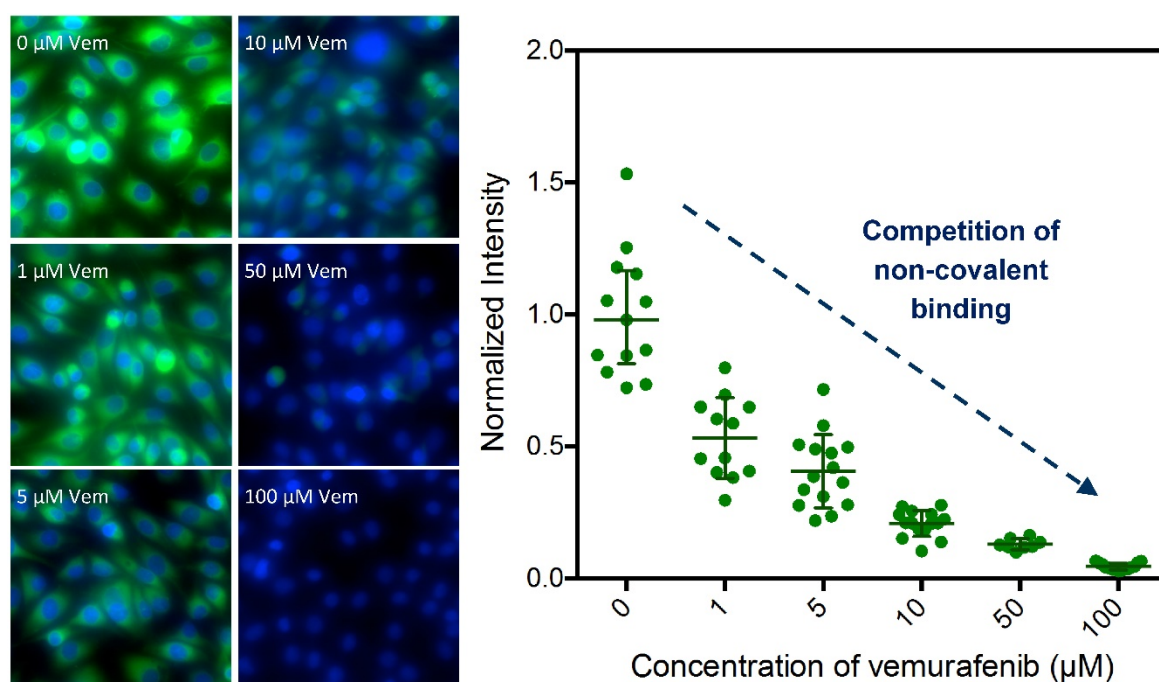 0 µM Vem
10 µM Vem
1 µM Vem
50 µM Vem
5 µM Vem
100 µM Vem
2.0
1.5
1.0
0.5
0.0
Normalized Intensity
Competition of
non-covalent
binding
0
1
5
10
50
100
Concentration of vemurafenib (µM)